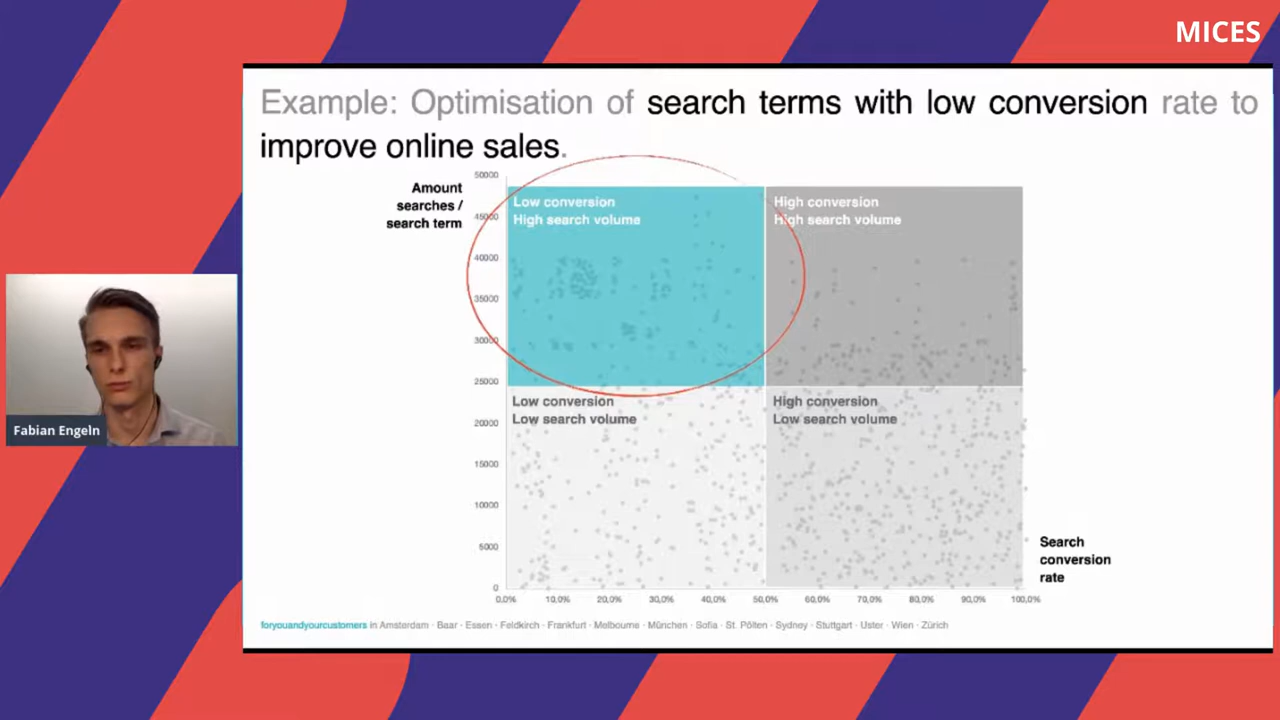 MICES
Example: Optimisation of search terms with low conversion rate to
improve online sales.
Amount
searches /
search term
50000
45000
40000
35000
30000
25000
20000
15000
10000
5000
0
Low conversion
High search volume
High conversion
High search volume
Low conversion
Low search volume
High conversion
Low search volume
Search
conversion
rate
0,0% 10,0% 20,0% 30,0% 40,0% 50,0% 60,0% 70,0% 80,0% 90,0% 100,0%
foryouandyourcustomers in Amsterdam · Baar · Essen · Feldkirch · Frankfurt · Melbourne · München · Sofia · St. Pölten · Sydney · Stuttgart · Uster · Wien · Zürich
Fabian Engeln